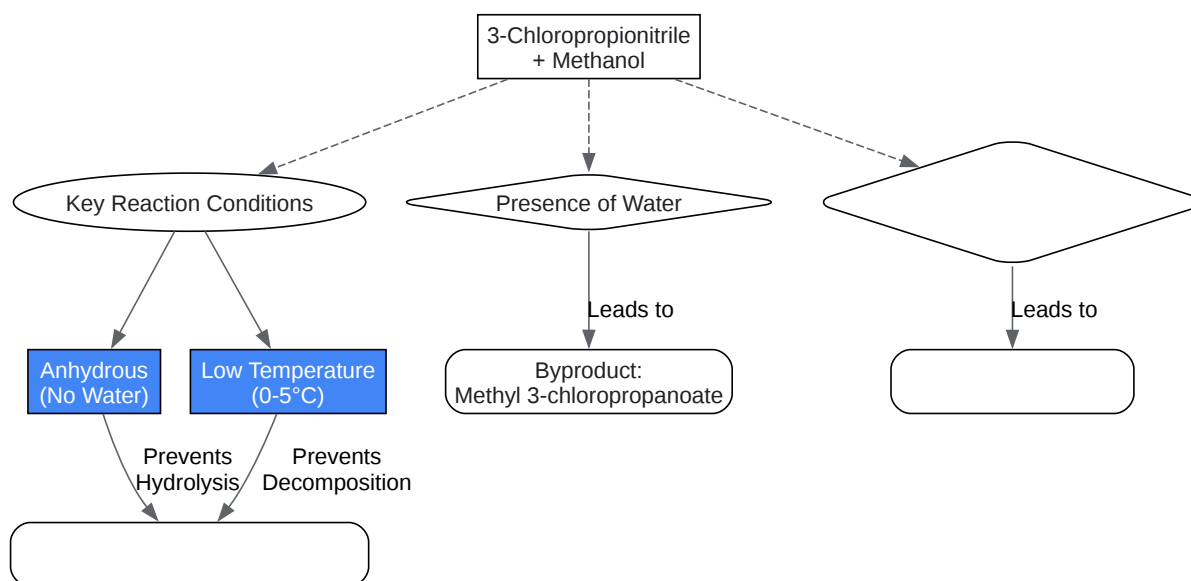 3-Chloropropionitrile
+ Methanol
Key Reaction Conditions
Presence of Water
Leads to
Leads to
Anhydrous
(No Water)
Low Temperature
(0-5°C)
Byproduct:
Methyl 3-chloropropanoate
Prevents
Hydrolysis
Prevents
Decomposition